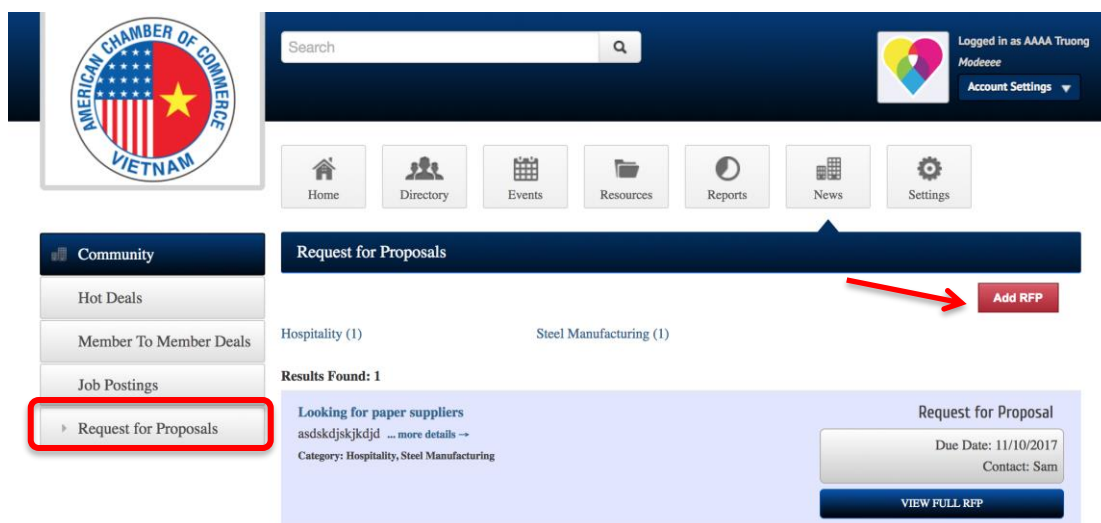 AMERICAN CHAMBER OF COMMERCE
VIETNAM
Search
Logged in as AAAA Truong
Modeeee
Account Settings
Home
Directory
Events
Resources
Reports
News
Settings
Community
Hot Deals
Member To Member Deals
Job Postings
Request for Proposals
Request for Proposals
Add RFP
Hospitality (1)
Steel Manufacturing (1)
Results Found: 1
Looking for paper suppliers
asdskdjskjkdjd ... more details →
Category: Hospitality, Steel Manufacturing
Request for Proposal
Due Date: 11/10/2017
Contact: Sam
VIEW FULL RFP